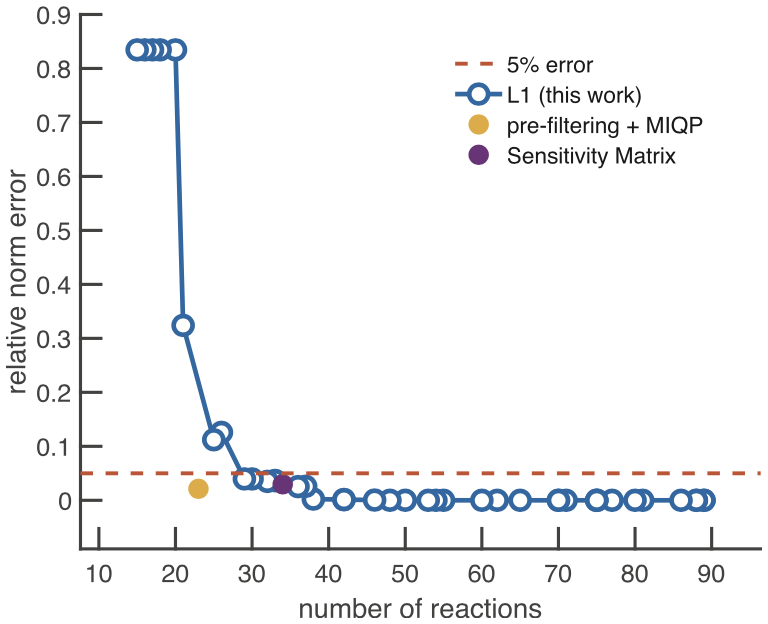 0.9
0.8
0.7
0.6
0.5
0.4
0.3
0.2
0.1
0
relative norm error
5% error
L1 (this work)
pre-filtering + MIQP
Sensitivity Matrix
10 20 30 40 50 60 70 80 90
number of reactions